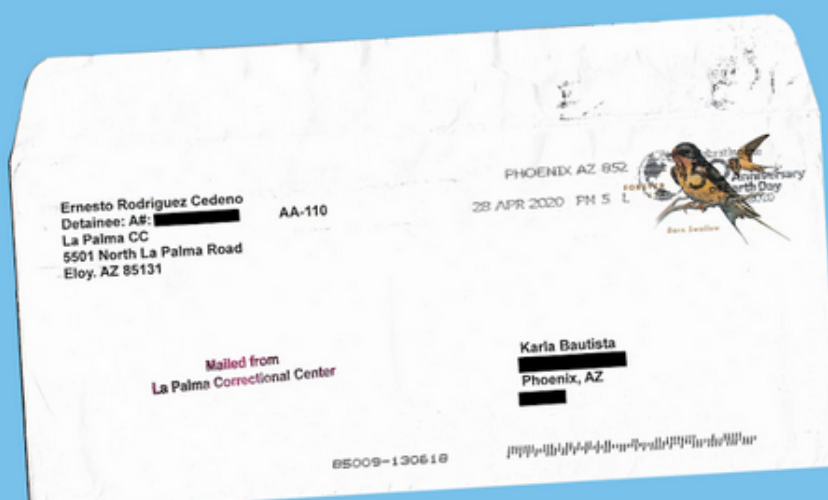 PHOENIX AZ 852
28 APR 2020 PM 5 L
FOREVER
Anniversary
Earth Day
2020
Barn Swallow
Ernesto Rodriguez Cedeno
Detainee: A#:
AA-110
La Palma CC
5501 North La Palma Road
Eloy, AZ 85131
Mailed from
La Palma Correctional Center
Karla Bautista
Phoenix, AZ
85009-130618